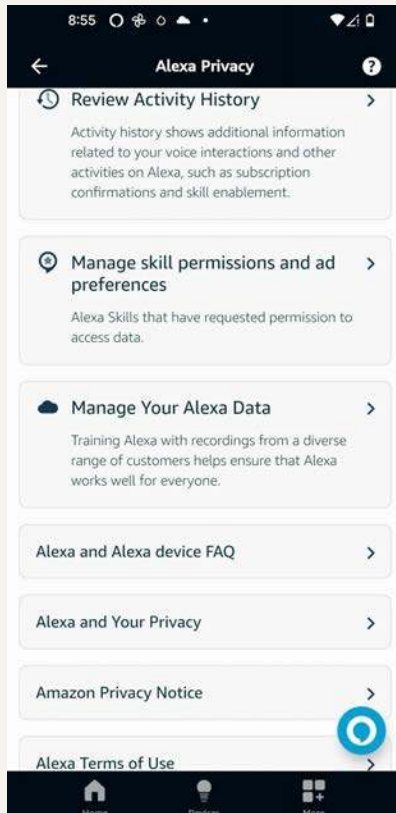 8:55
Alexa Privacy
Review Activity History
Activity history shows additional information
related to your voice interactions and other
activities on Alexa, such as subscription
confirmations and skill enablement.
Manage skill permissions and ad
preferences
Alexa Skills that have requested permission to
access data.
Manage Your Alexa Data
Training Alexa with recordings from a diverse
range of customers helps ensure that Alexa
works well for everyone.
Alexa and Alexa device FAQ
Alexa and Your Privacy
Amazon Privacy Notice
Alexa Terms of Use
Home Devices More